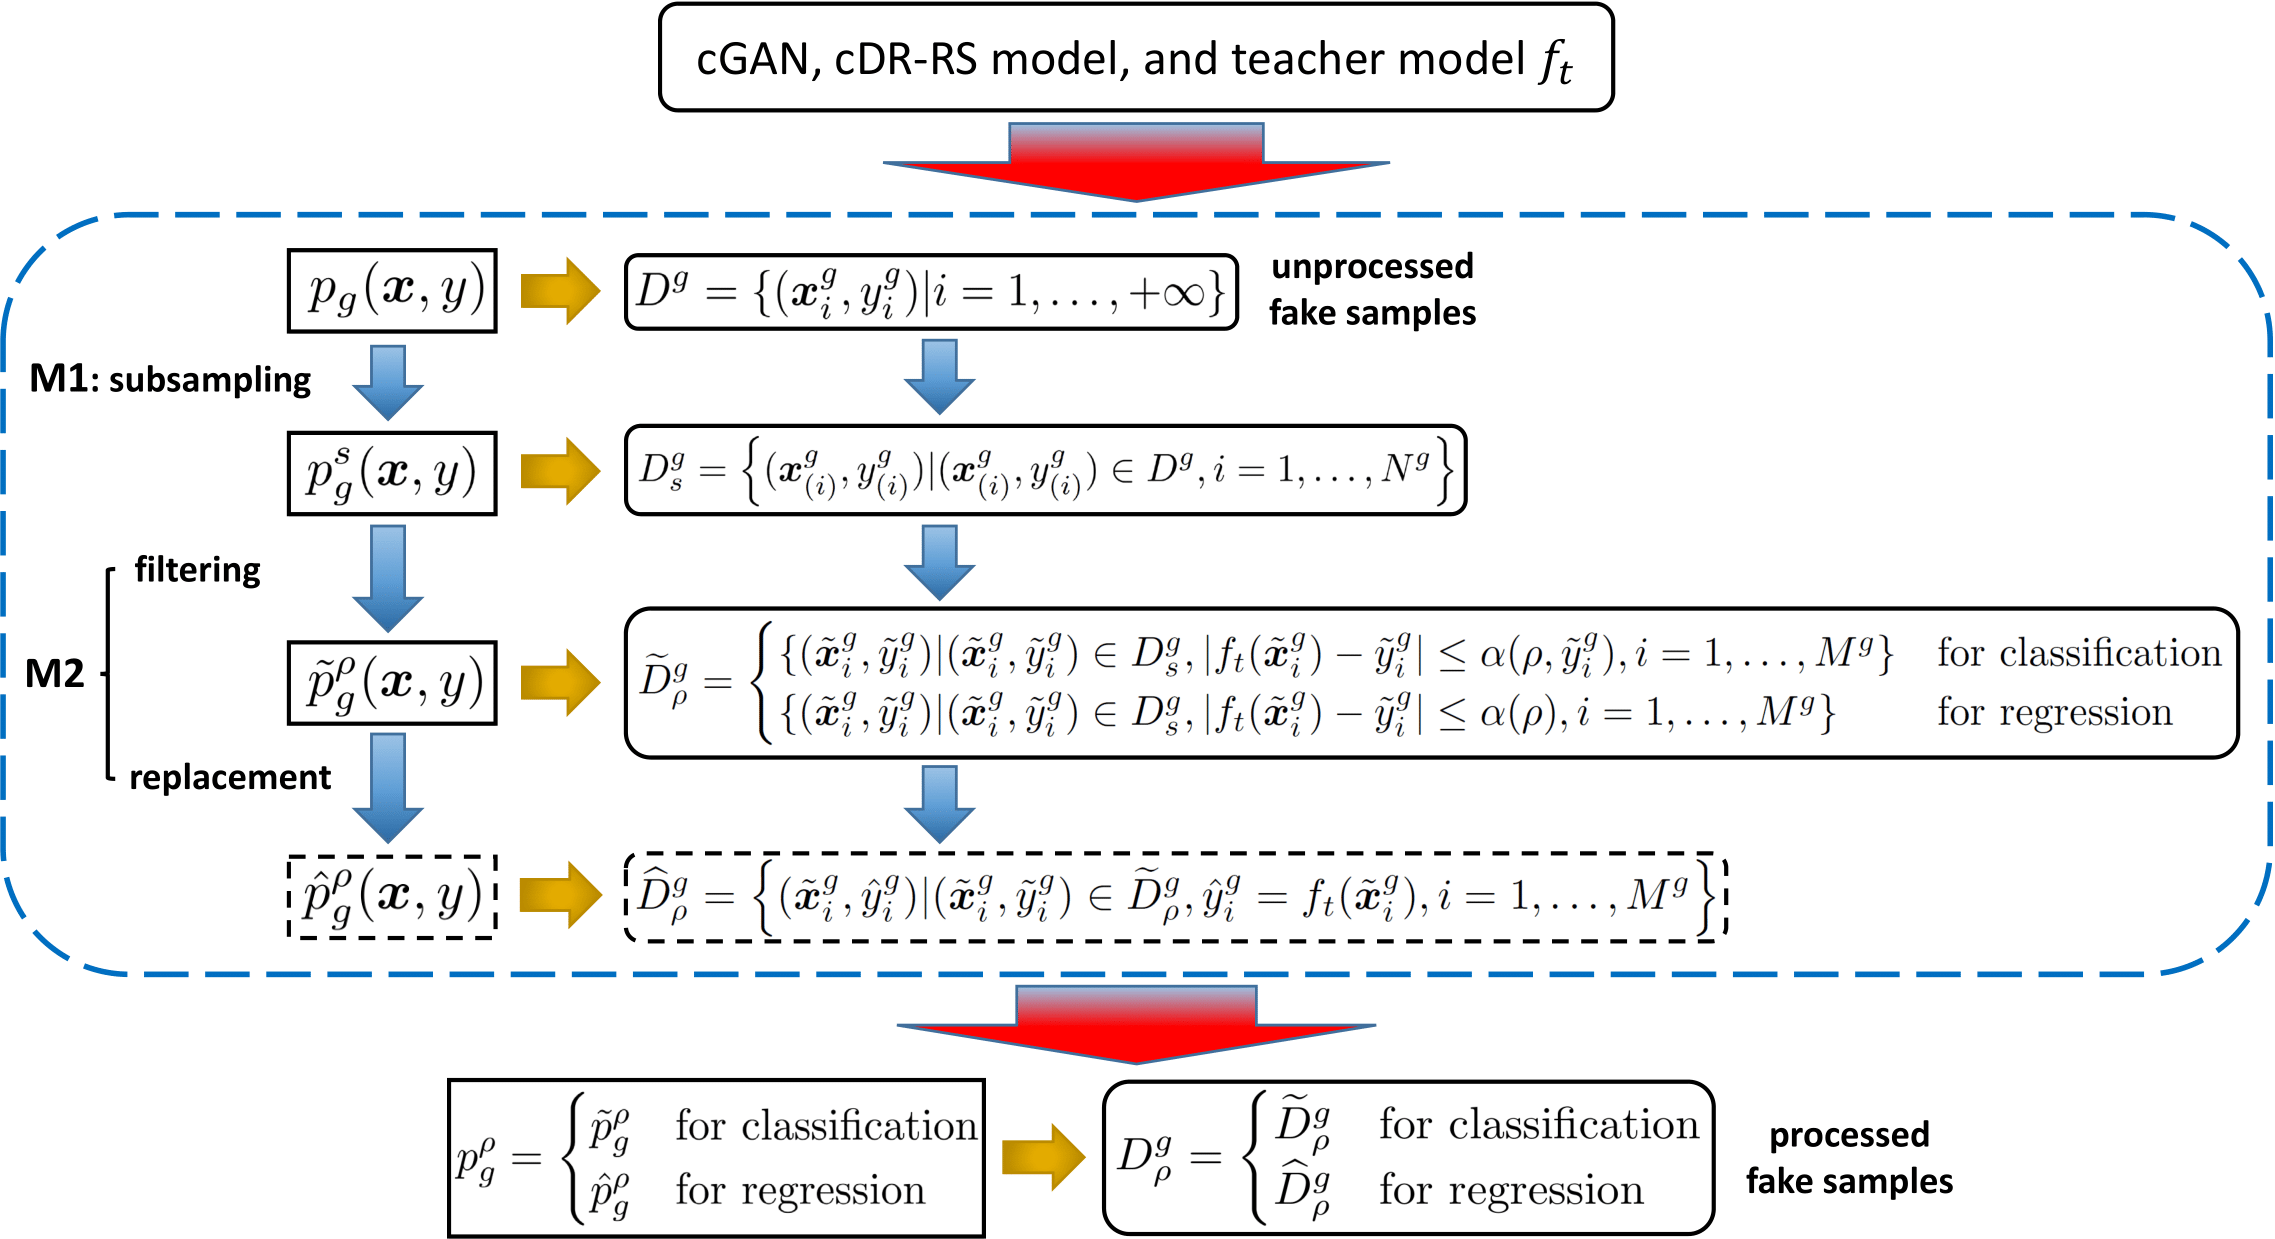 cGAN, cDR-RS model, and teacher model $f_t$
$p_g(\boldsymbol{x}, y)$
$D^g = \{(\boldsymbol{x}_i^g, y_i^g)|i = 1, \ldots, +\infty\}$
unprocessed
fake samples
M1: subsampling
$p_g^s(\boldsymbol{x}, y)$
$D_s^g = \left\{(\boldsymbol{x}_{(i)}^g, y_{(i)}^g)|(\boldsymbol{x}_{(i)}^g, y_{(i)}^g) \in D^g, i = 1, \ldots, N^g\right\}$
filtering
M2
$\tilde{p}_g^\rho(\boldsymbol{x}, y)$
$\widetilde{D}_\rho^g = \begin{cases} \{(\tilde{\boldsymbol{x}}_i^g, \tilde{y}_i^g)|(\tilde{\boldsymbol{x}}_i^g, \tilde{y}_i^g) \in D_s^g, |f_t(\tilde{\boldsymbol{x}}_i^g) - \tilde{y}_i^g| \leq \alpha(\rho, \tilde{y}_i^g), i = 1, \ldots, M^g\} & \text{for classification} \\
\{(\tilde{\boldsymbol{x}}_i^g, \tilde{y}_i^g)|(\tilde{\boldsymbol{x}}_i^g, \tilde{y}_i^g) \in D_s^g, |f_t(\tilde{\boldsymbol{x}}_i^g) - \tilde{y}_i^g| \leq \alpha(\rho), i = 1, \ldots, M^g\} & \text{for regression} \end{cases}$
replacement
$\hat{p}_g^\rho(\boldsymbol{x}, y)$
$\widehat{D}_\rho^g = \left\{(\tilde{\boldsymbol{x}}_i^g, \hat{y}_i^g)|(\tilde{\boldsymbol{x}}_i^g, \tilde{y}_i^g) \in \widetilde{D}_\rho^g, \hat{y}_i^g = f_t(\tilde{\boldsymbol{x}}_i^g), i = 1, \ldots, M^g\right\}$
$p_g^\rho = \begin{cases} \tilde{p}_g^\rho & \text{for classification} \\
\hat{p}_g^\rho & \text{for regression} \end{cases}$
$D_\rho^g = \begin{cases} \widetilde{D}_\rho^g & \text{for classification} \\
\widehat{D}_\rho^g & \text{for regression} \end{cases}$
processed
fake samples